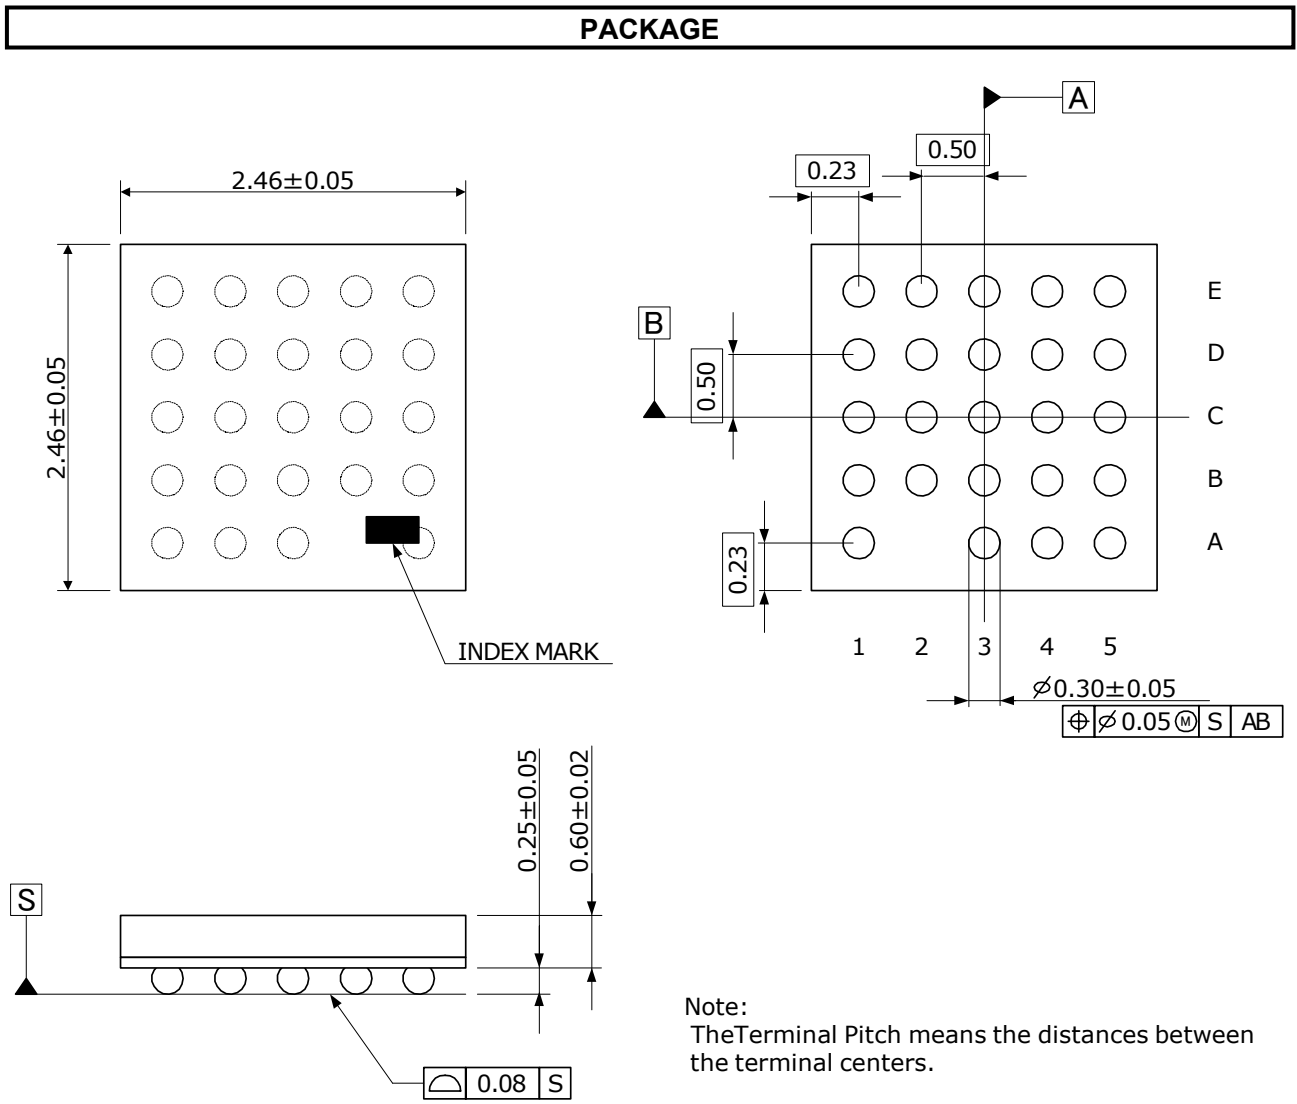 PACKAGE
A
0.50
0.23
2.46±0.05
2.46±0.05
B
0.50
0.23
E
D
C
B
A
1 2 3 4 5
INDEX MARK
⌀0.30±0.05
⌖ ⌀0.05Ⓜ S AB
0.25±0.05
0.60±0.02
S
⌓ 0.08 S
Note:
TheTerminal Pitch means the distances between
the terminal centers.